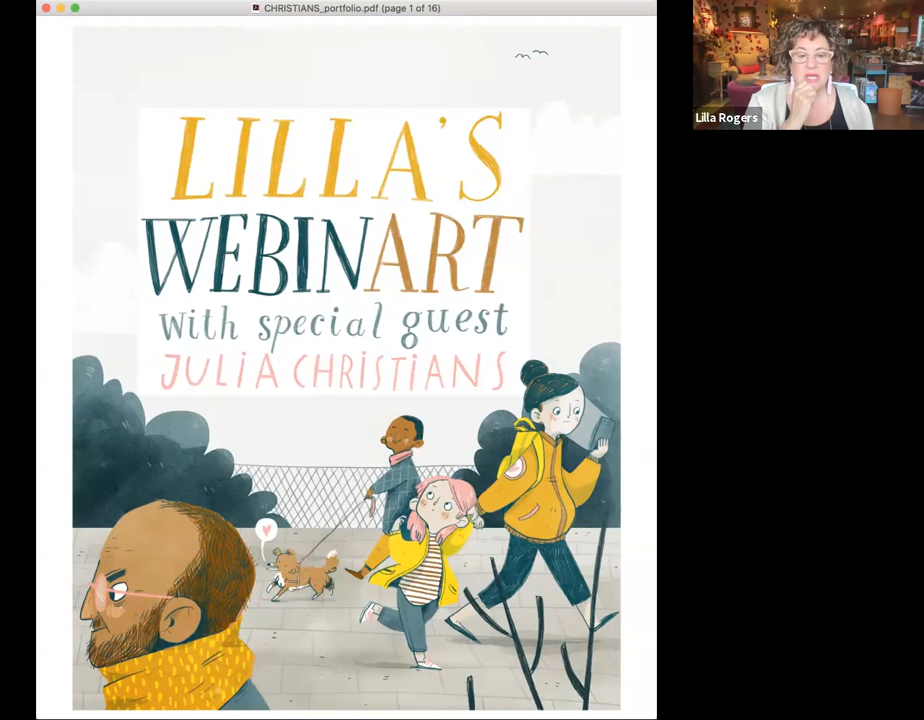 CHRISTIANS_portfolio.pdf (page 1 of 16)
LILLA'S
WEBINART
with special guest
JULIA CHRISTIANS
Lilla Rogers